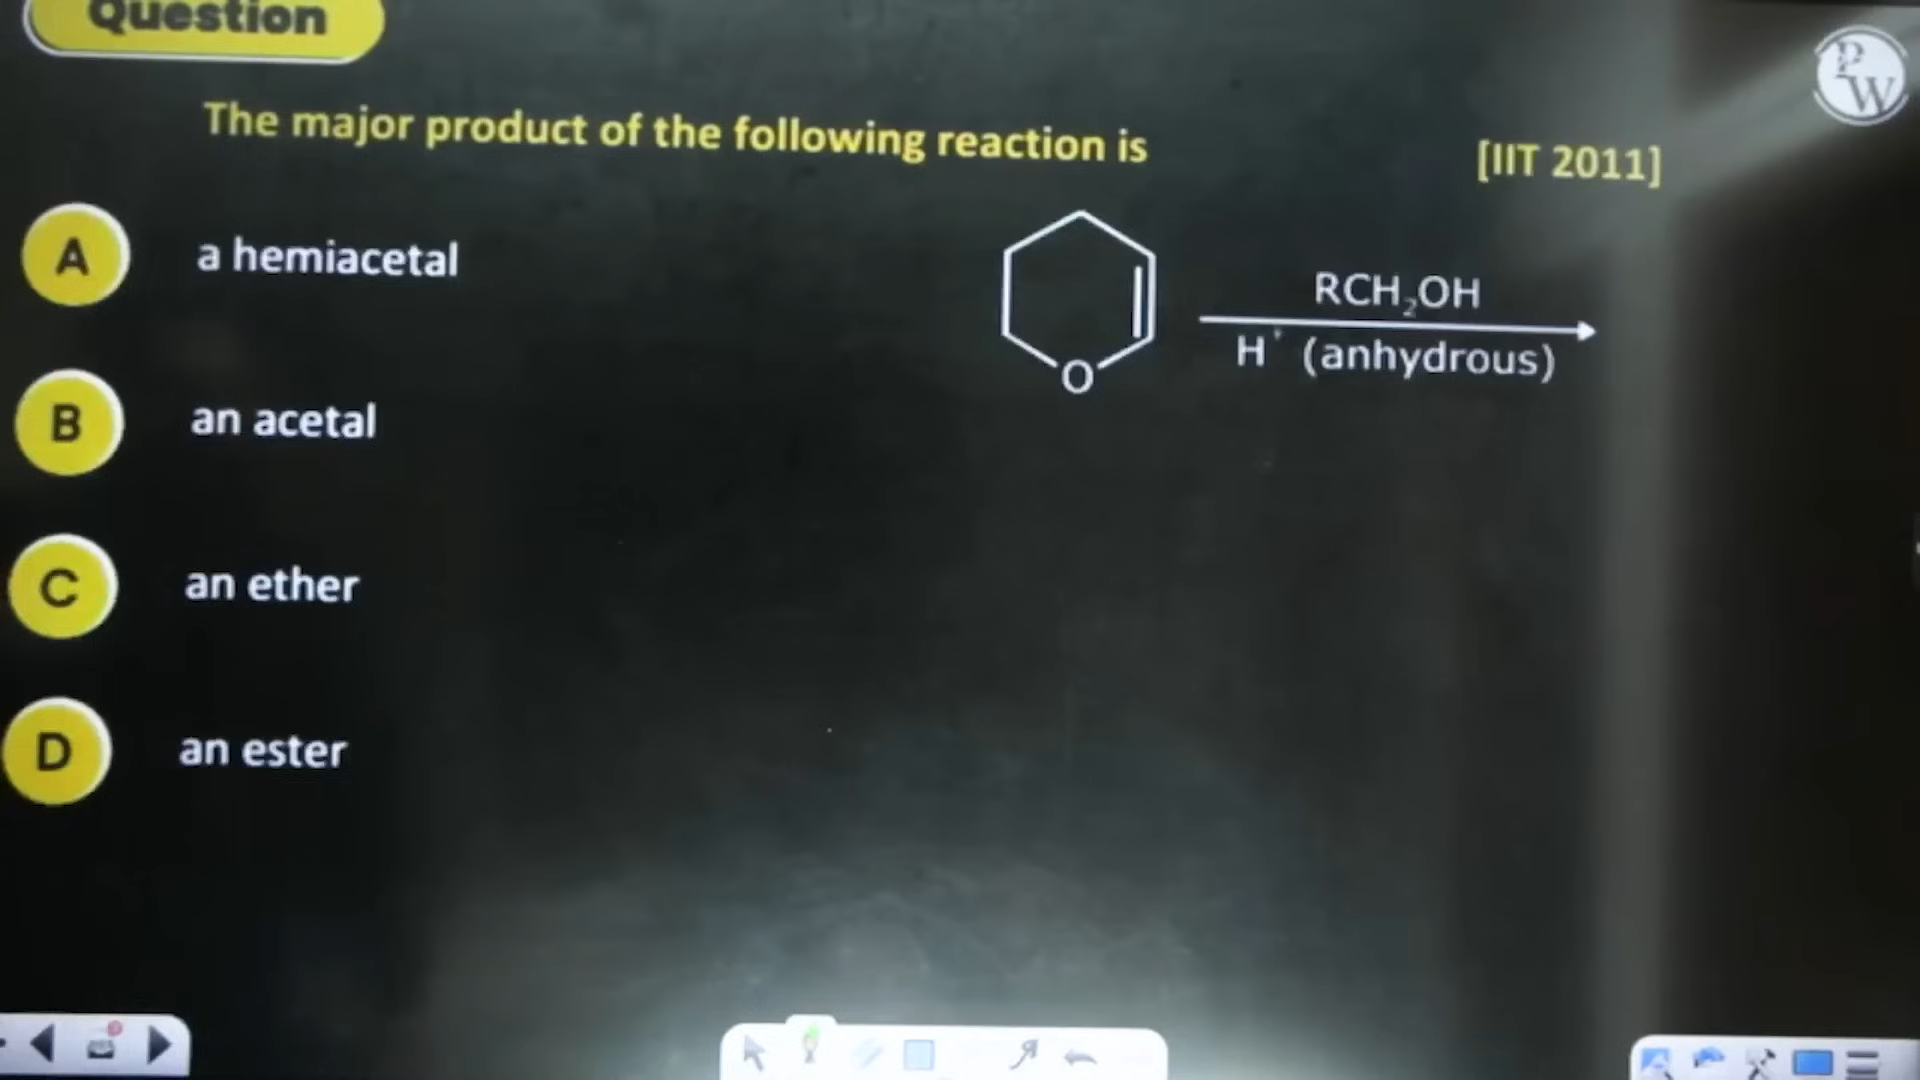 Question
The major product of the following reaction is
[IIT 2011]
PW
A a hemiacetal
RCH₂OH
H⁺ (anhydrous)
O
B an acetal
C an ether
D an ester